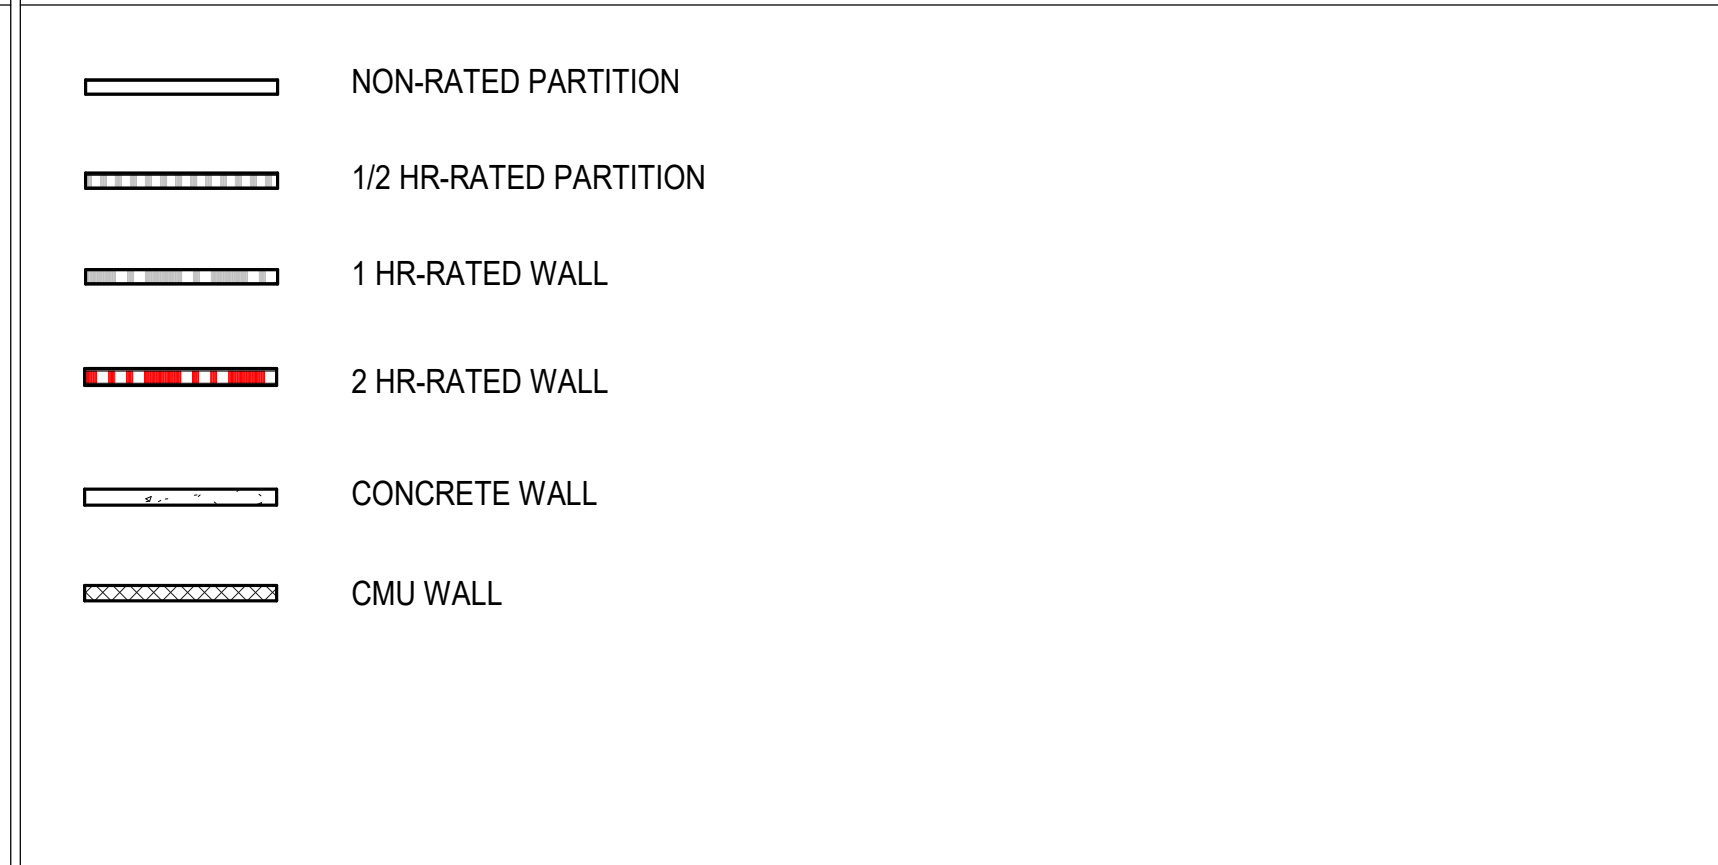 NON-RATED PARTITION
1/2 HR-RATED PARTITION
1 HR-RATED WALL
2 HR-RATED WALL
CONCRETE WALL
CMU WALL